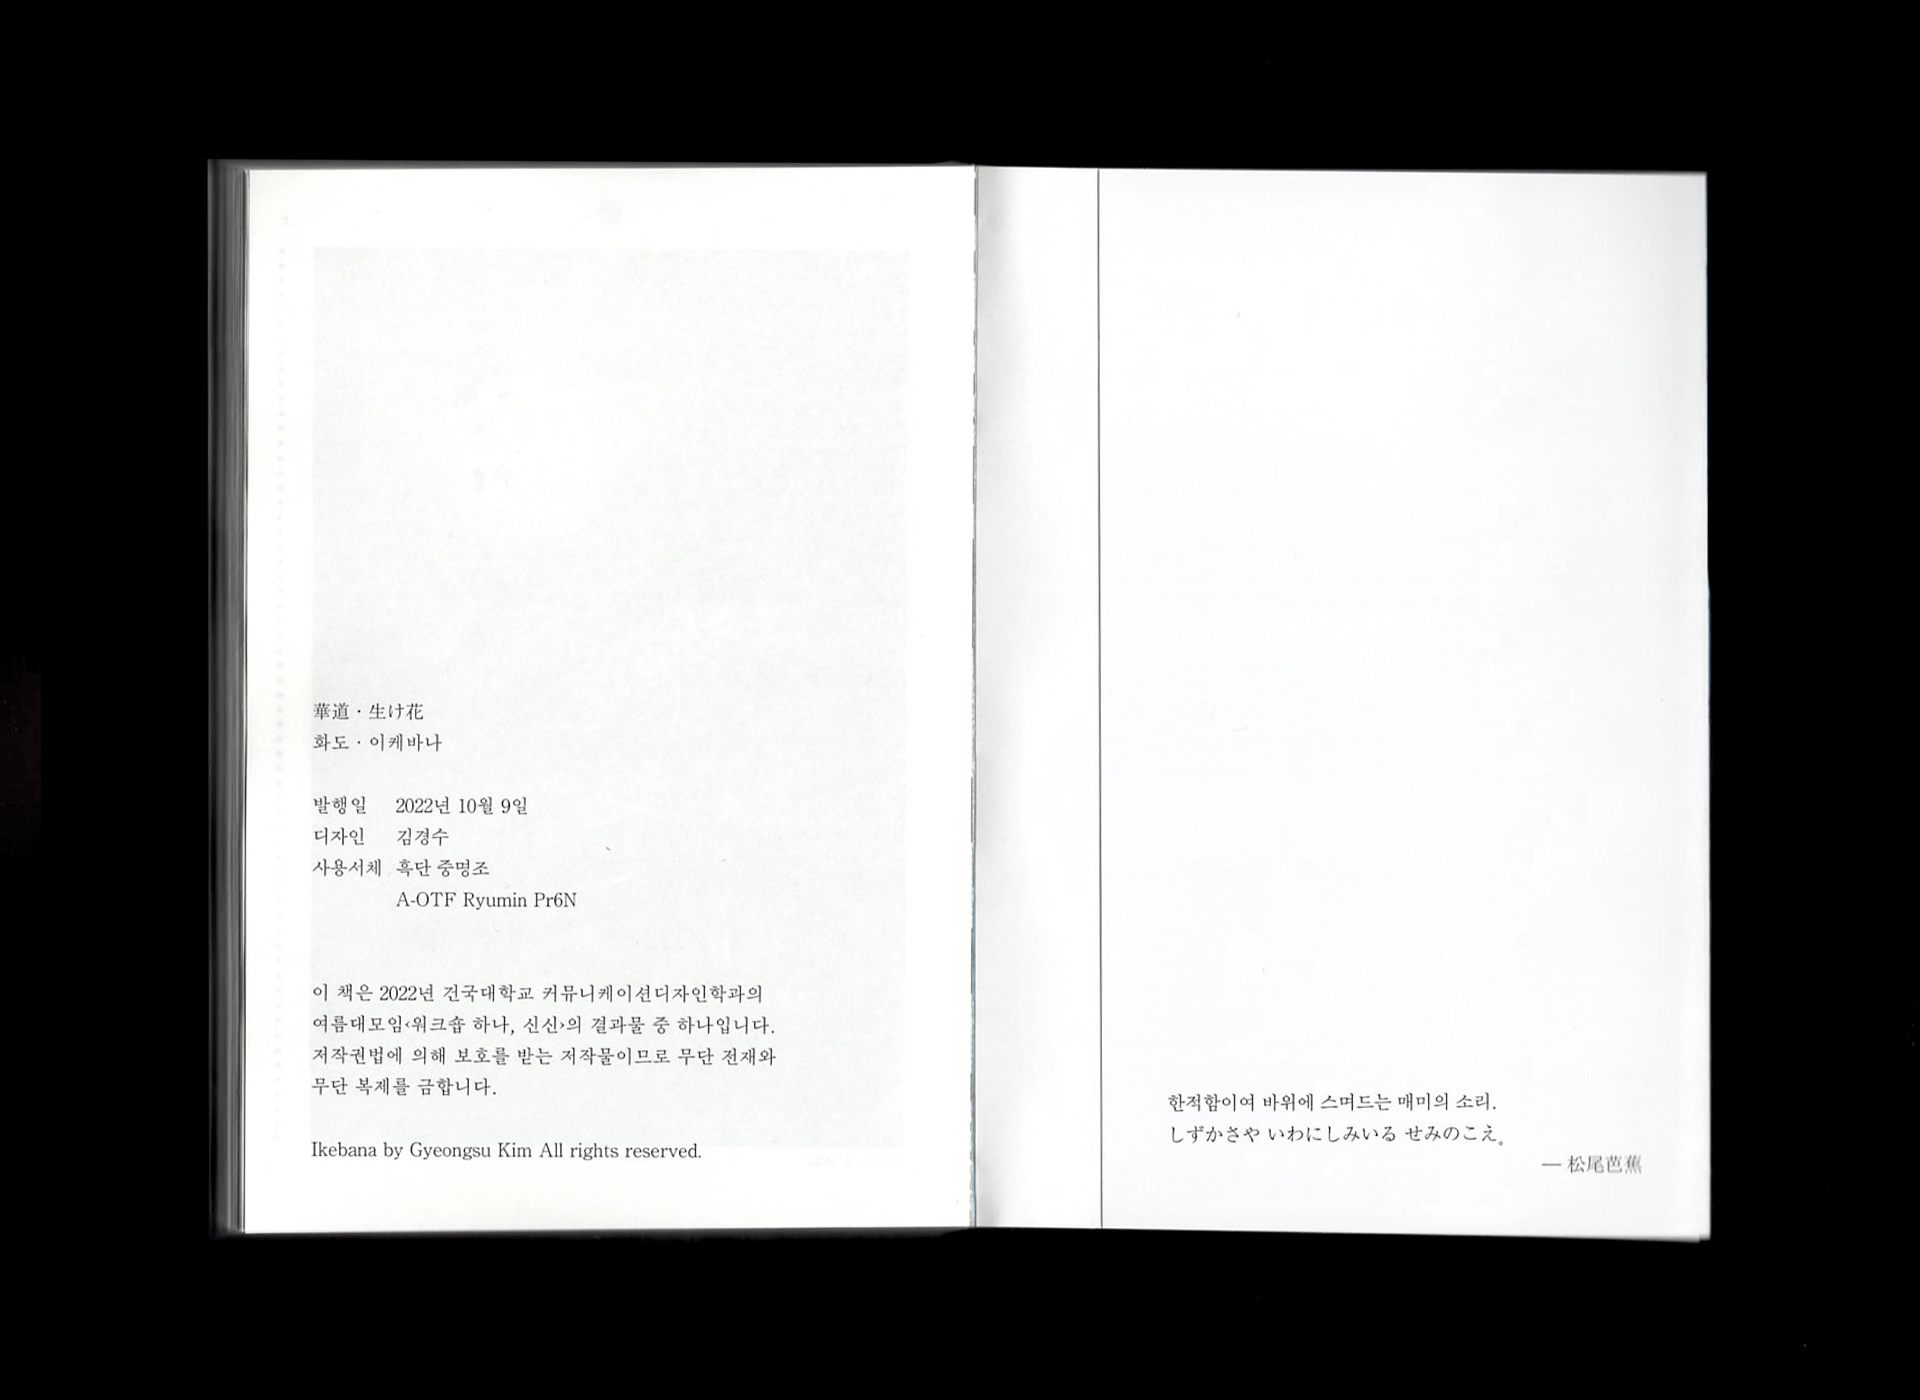 華道 · 生け花
화도 · 이케바나
발행일 2022년 10월 9일
디자인 김경수
사용서체 흑단 중명조
A-OTF Ryumin Pr6N
이 책은 2022년 건국대학교 커뮤니케이션디자인학과의
여름대모임‹워크숍 하나, 신신›의 결과물 중 하나입니다.
저작권법에 의해 보호를 받는 저작물이므로 무단 전재와
무단 복제를 금합니다.
Ikebana by Gyeongsu Kim All rights reserved.
한적함이여 바위에 스며드는 매미의 소리.
しずかさや いわにしみいる せみのこえ。
— 松尾芭蕉